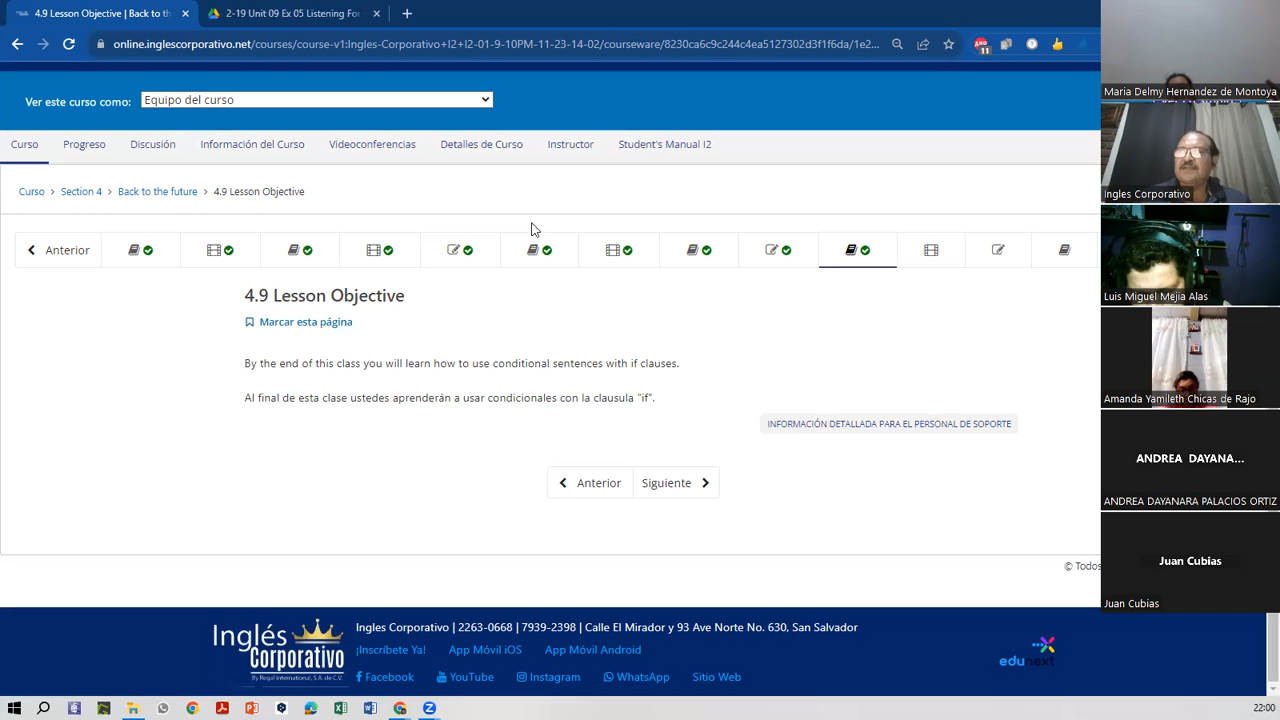 4.9 Lesson Objective | Back to th
2-19 Unit 09 Ex 05 Listening For
online.inglescorporativo.net/courses/course-v1:Ingles-Corporativo+I2+I2-01-9-10PM-11-23-14-02/courseware/8230ca6c9c244c4ea5127302d3f1f6da/1e2...
11
Ver este curso como:
Equipo del curso
Curso
Progreso
Discusión
Información del Curso
Videoconferencias
Detalles de Curso
Instructor
Student's Manual I2
Curso > Section 4 > Back to the future > 4.9 Lesson Objective
Anterior
4.9 Lesson Objective
Marcar esta página
By the end of this class you will learn how to use conditional sentences with if clauses.
Al final de esta clase ustedes aprenderán a usar condicionales con la clausula "if".
INFORMACIÓN DETALLADA PARA EL PERSONAL DE SOPORTE
Anterior
Siguiente
© Todos
Inglés Corporativo
By Regal International, S.A. de C.V.
Ingles Corporativo | 2263-0668 | 7939-2398 | Calle El Mirador y 93 Ave Norte No. 630, San Salvador
¡Inscríbete Ya!
App Móvil iOS
App Móvil Android
Facebook
YouTube
Instagram
WhatsApp
Sitio Web
edunext
22:00
Maria Delmy Hernandez de Montoya
Ingles Corporativo
Luis Miguel Mejia Alas
Amanda Yamileth Chicas de Rajo
ANDREA DAYANA...
ANDREA DAYANARA PALACIOS ORTIZ
Juan Cubias
Juan Cubias